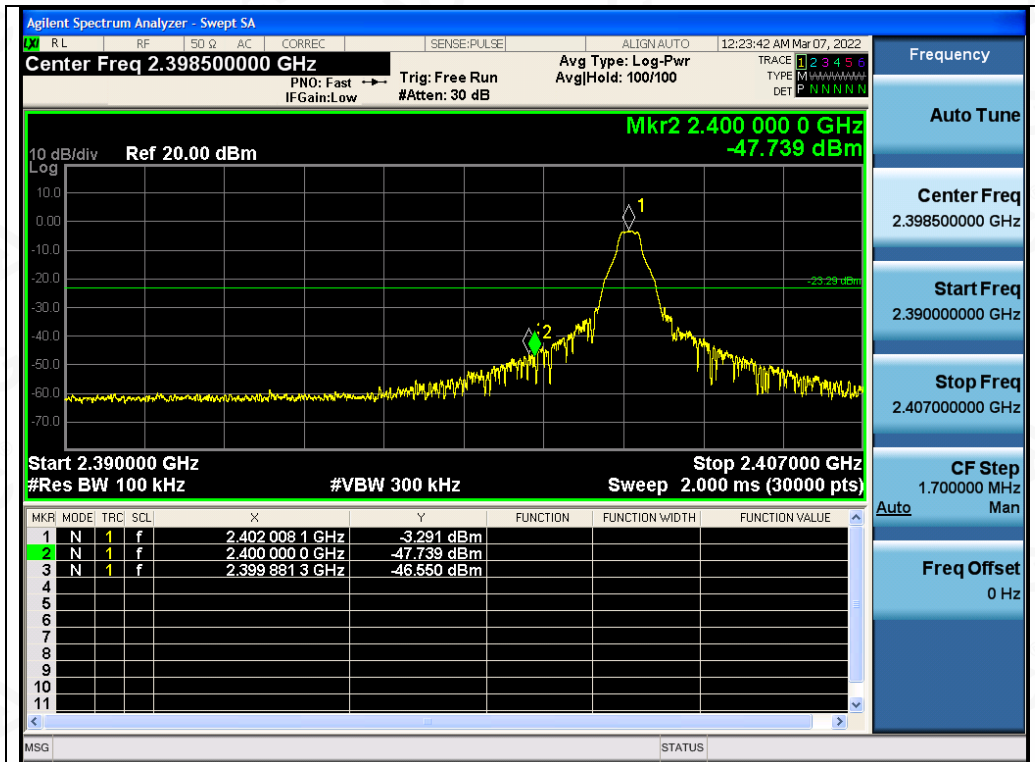 Agilent Spectrum Analyzer - Swept SA
LXI RL RF 50 Ω AC CORREC SENSE:PULSE ALIGN AUTO 12:23:42 AM Mar 07, 2022
Center Freq 2.398500000 GHz
PNO: Fast
IFGain:Low
Trig: Free Run
#Atten: 30 dB
Avg Type: Log-Pwr
Avg|Hold: 100/100
TRACE 1 2 3 4 5 6
TYPE M WWWWW
DET P N N N N N
Mkr2 2.400 000 0 GHz
-47.739 dBm
10 dB/div Ref 20.00 dBm
Log
10.0
0.00
-10.0
-20.0
-30.0
-40.0
-50.0
-60.0
-70.0
1
2
-23.29 dBm
Start 2.390000 GHz Stop 2.407000 GHz
#Res BW 100 kHz #VBW 300 kHz Sweep 2.000 ms (30000 pts)
MKR MODE TRC SCL X Y FUNCTION FUNCTION WIDTH FUNCTION VALUE
1 N 1 f 2.402 008 1 GHz -3.291 dBm
2 N 1 f 2.400 000 0 GHz -47.739 dBm
3 N 1 f 2.399 881 3 GHz -46.550 dBm
4
5
6
7
8
9
10
11
MSG STATUS
Frequency
Auto Tune
Center Freq
2.398500000 GHz
Start Freq
2.390000000 GHz
Stop Freq
2.407000000 GHz
CF Step
1.700000 MHz
Auto Man
Freq Offset
0 Hz